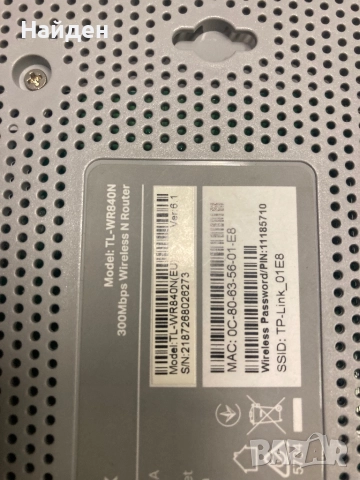 Найден
Model: TL-WR840N
300Mbps Wireless N Router
Model:TL-WR840N(EU) Ver:6.1
S/N:2187268026273
MAC: 0C-80-63-56-01-E8
Wireless Password/PIN:11185710
SSID: TP-Link_01E8